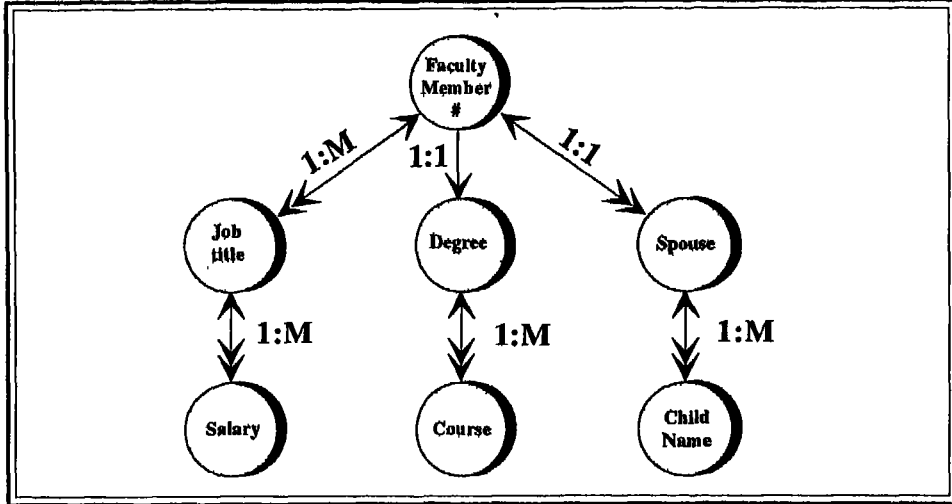 Faculty
Member
#
1:M
1:1
1:1
Job
title
Degree
Spouse
1:M
1:M
1:M
Salary
Course
Child
Name